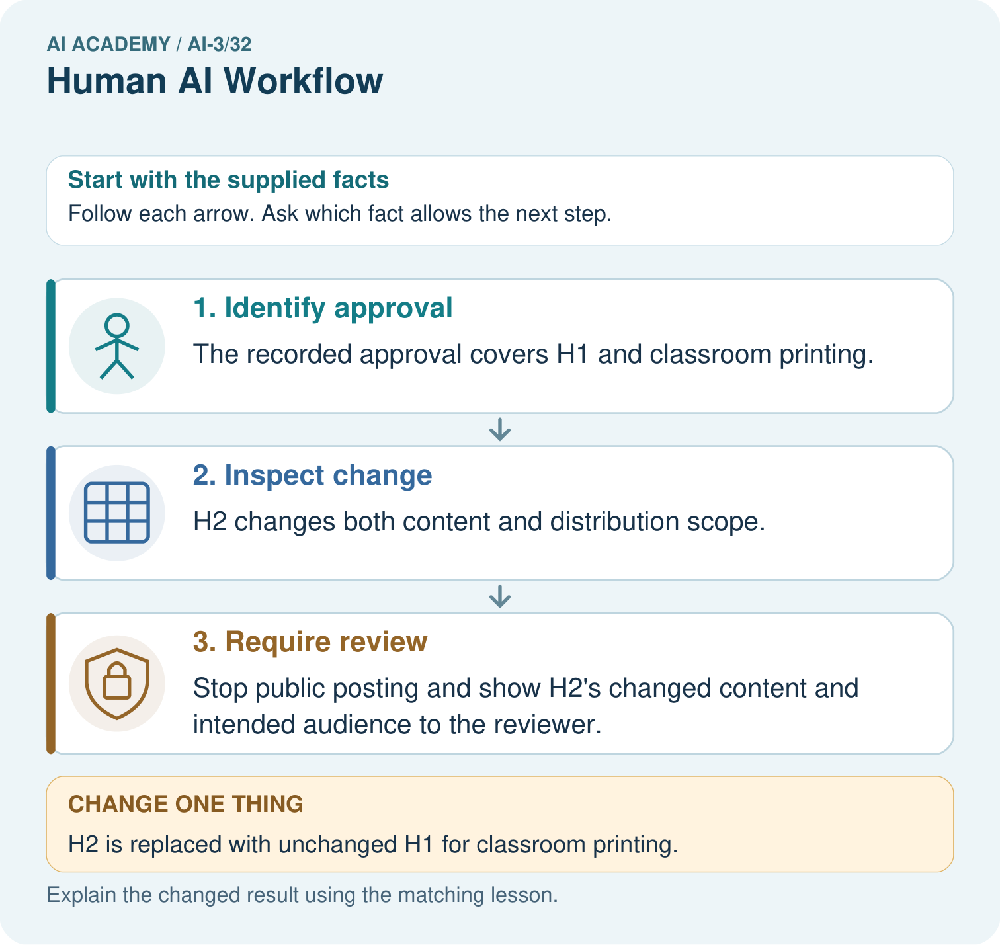 AI ACADEMY / AI-3/32
Human AI Workflow
Start with the supplied facts
Follow each arrow. Ask which fact allows the next step.
1. Identify approval
The recorded approval covers H1 and classroom printing.
2. Inspect change
H2 changes both content and distribution scope.
3. Require review
Stop public posting and show H2's changed content and
intended audience to the reviewer.
CHANGE ONE THING
H2 is replaced with unchanged H1 for classroom printing.
Explain the changed result using the matching lesson.